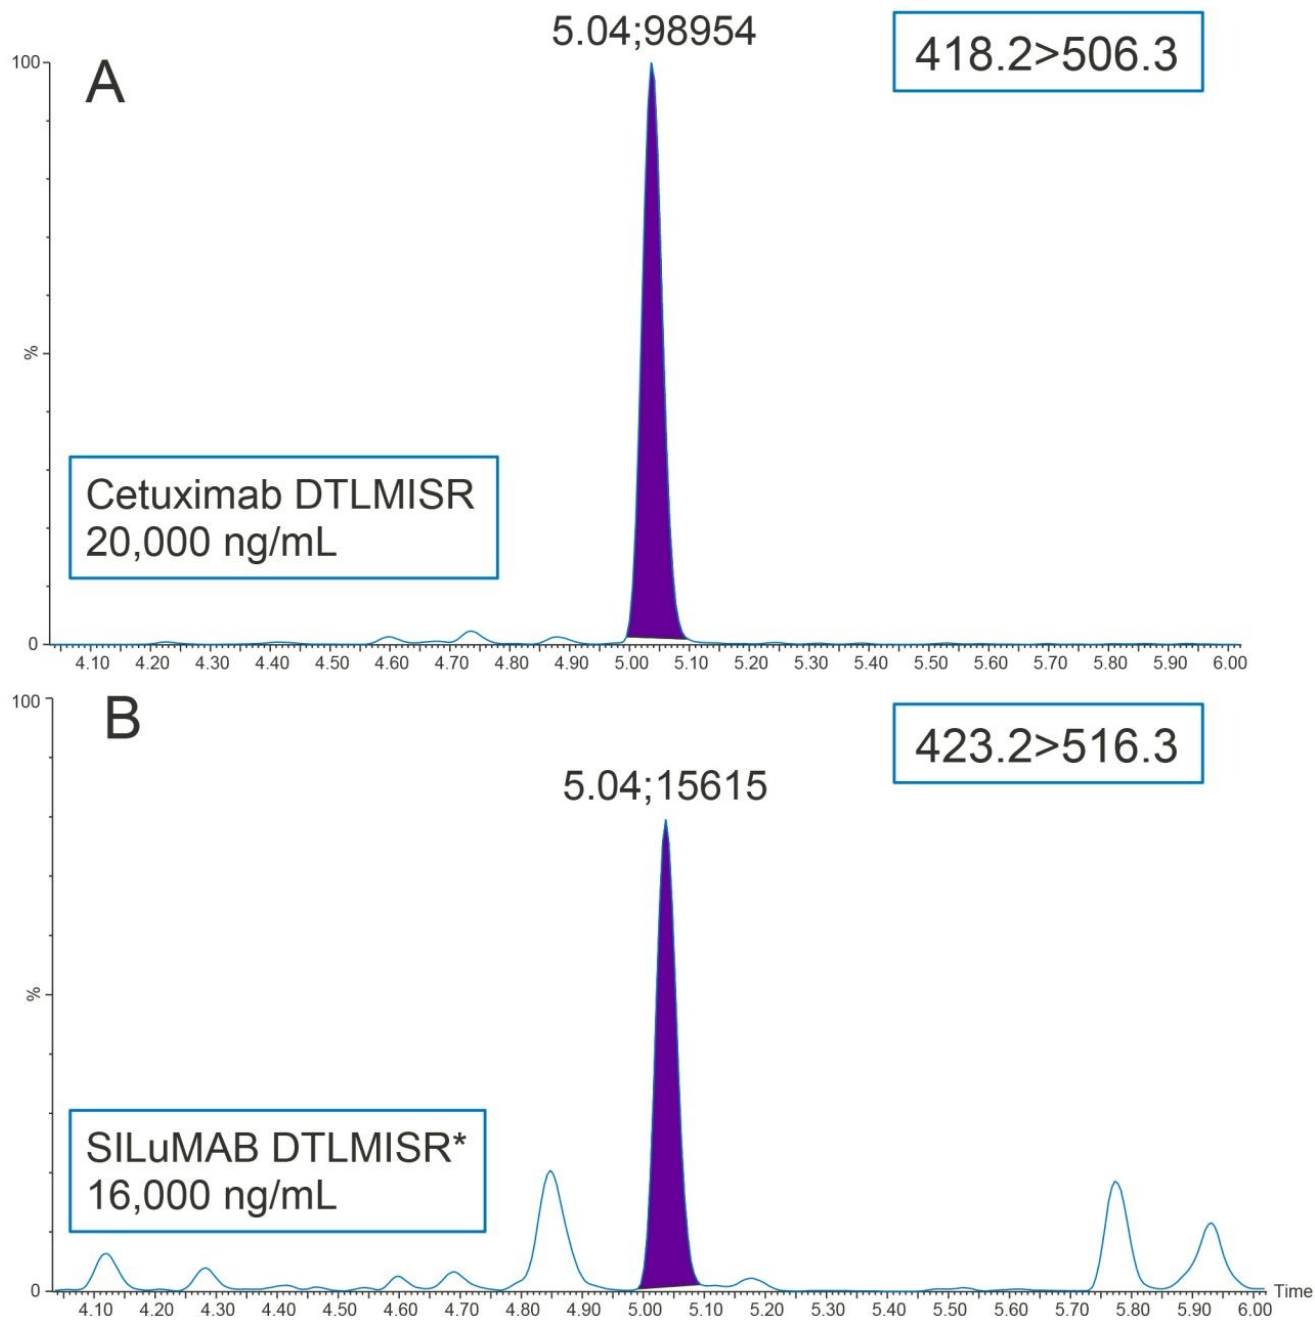 5.04;98954
418.2>506.3
A
100
%
Cetuximab DTLMISR
20,000 ng/mL
0
4.10 4.20 4.30 4.40 4.50 4.60 4.70 4.80 4.90 5.00 5.10 5.20 5.30 5.40 5.50 5.60 5.70 5.80 5.90 6.00
B
100
423.2>516.3
5.04;15615
%
SILuMAB DTLMISR*
16,000 ng/mL
0
Time
4.10 4.20 4.30 4.40 4.50 4.60 4.70 4.80 4.90 5.00 5.10 5.20 5.30 5.40 5.50 5.60 5.70 5.80 5.90 6.00